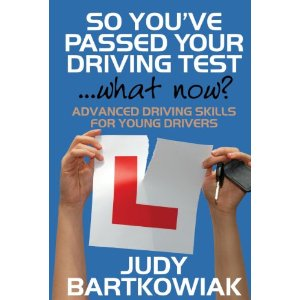 SO YOU'VE
PASSED YOUR
DRIVING TEST
...what now?
ADVANCED DRIVING SKILLS
FOR YOUNG DRIVERS
L
JUDY
BARTKOWIAK